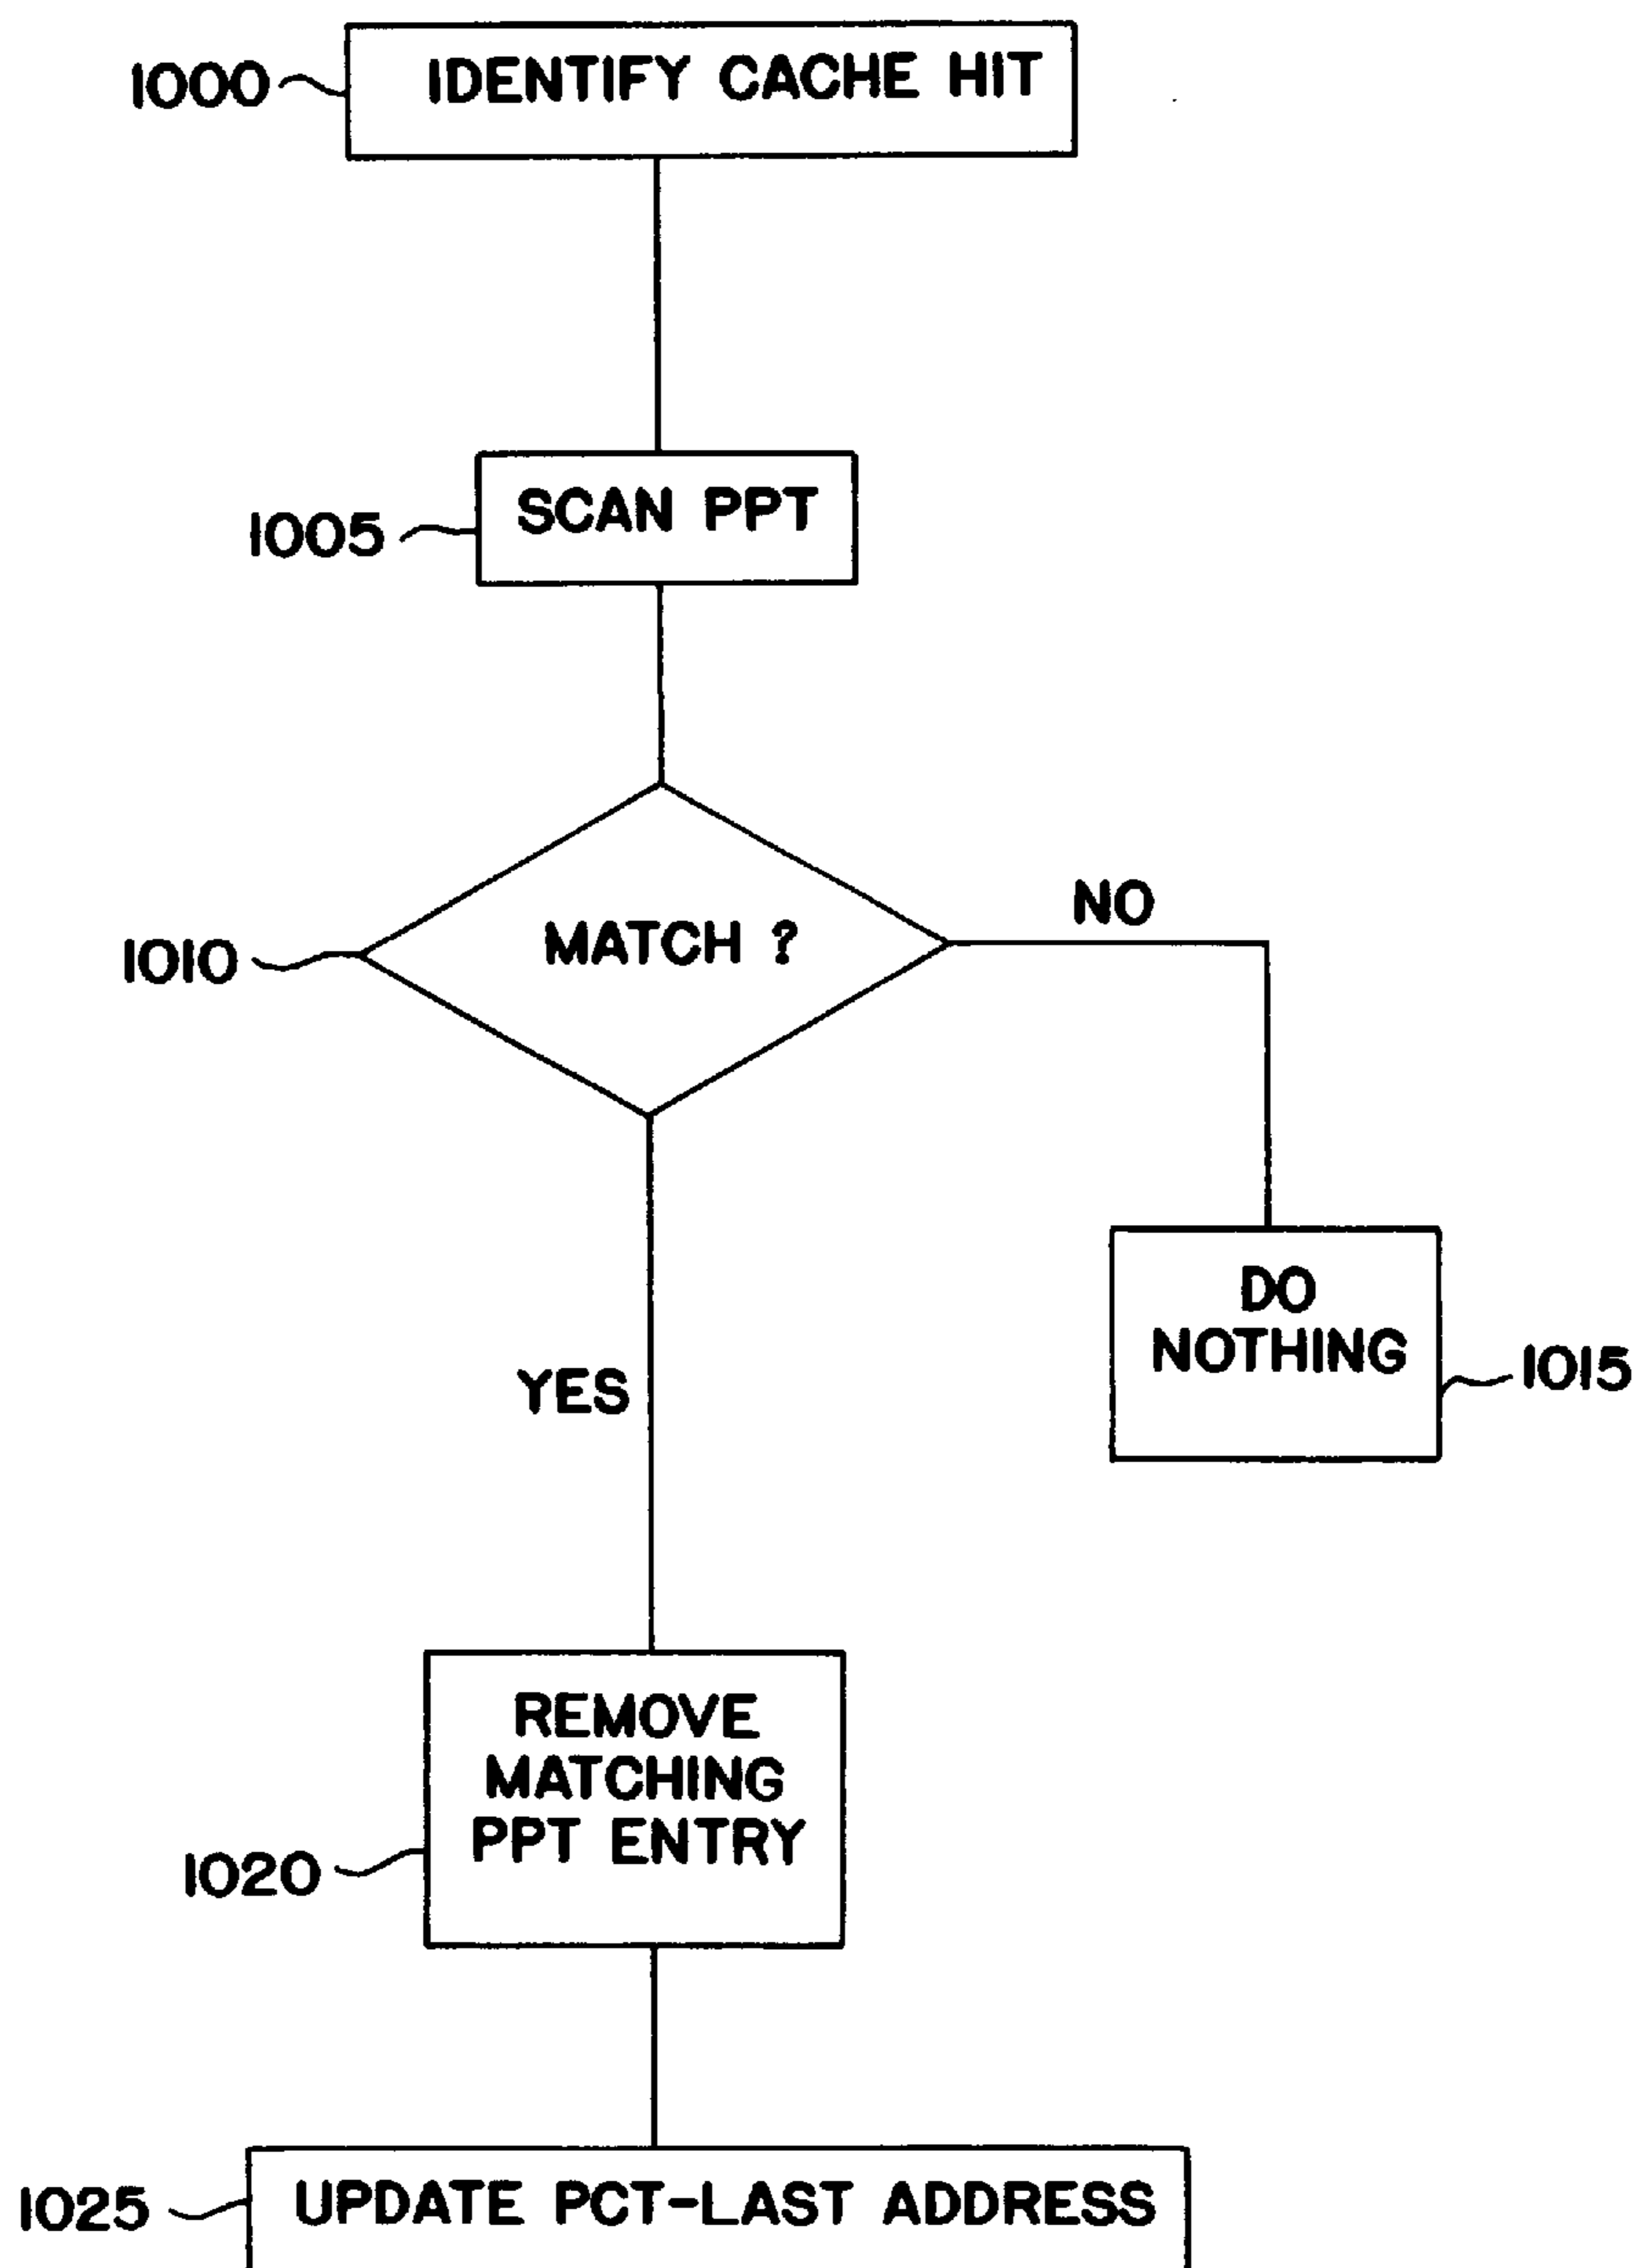 1000
IDENTIFY CACHE HIT
1005
SCAN PPT
1010
MATCH ?
NO
DO
NOTHING
1015
YES
REMOVE
MATCHING
PPT ENTRY
1020
1025
UPDATE PCT-LAST ADDRESS